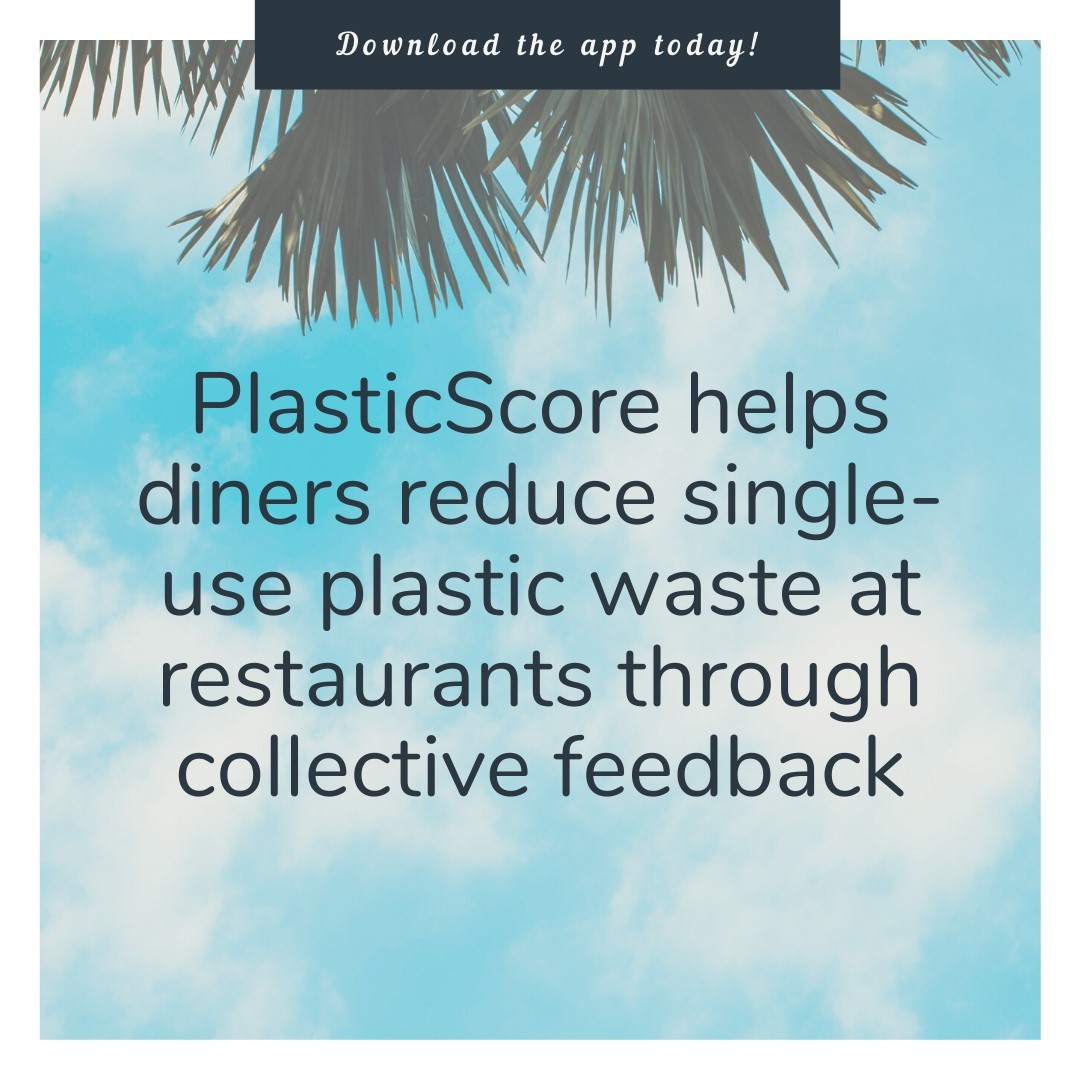 Download the app today!
PlasticScore helps
diners reduce single-
use plastic waste at
restaurants through
collective feedback